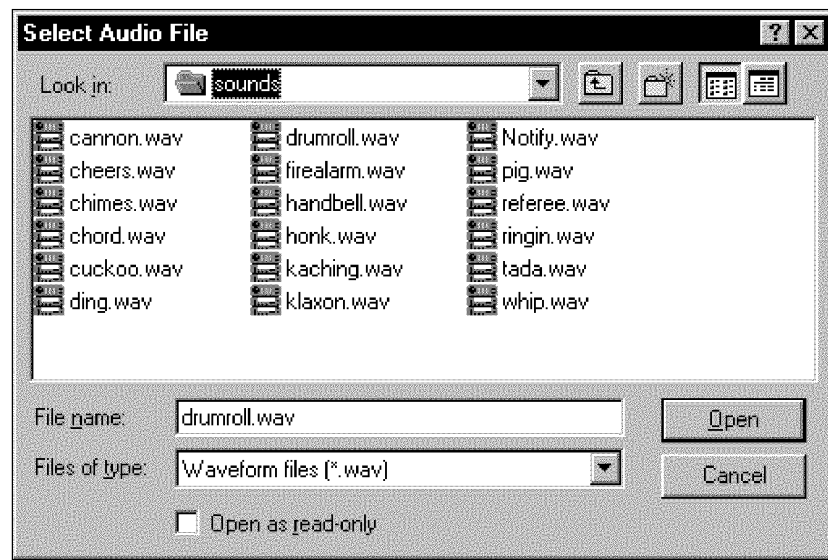 Select Audio File
Look in: sounds
cannon.wav drumroll.wav Notify.wav
cheers.wav firealarm.wav pig.wav
chimes.wav handbell.wav referee.wav
chord.wav honk.wav ringin.wav
cuckoo.wav kaching.wav tada.wav
ding.wav klaxon.wav whip.wav
File name: drumroll.wav Open
Files of type: Waveform files (*.wav) Cancel
Open as read-only